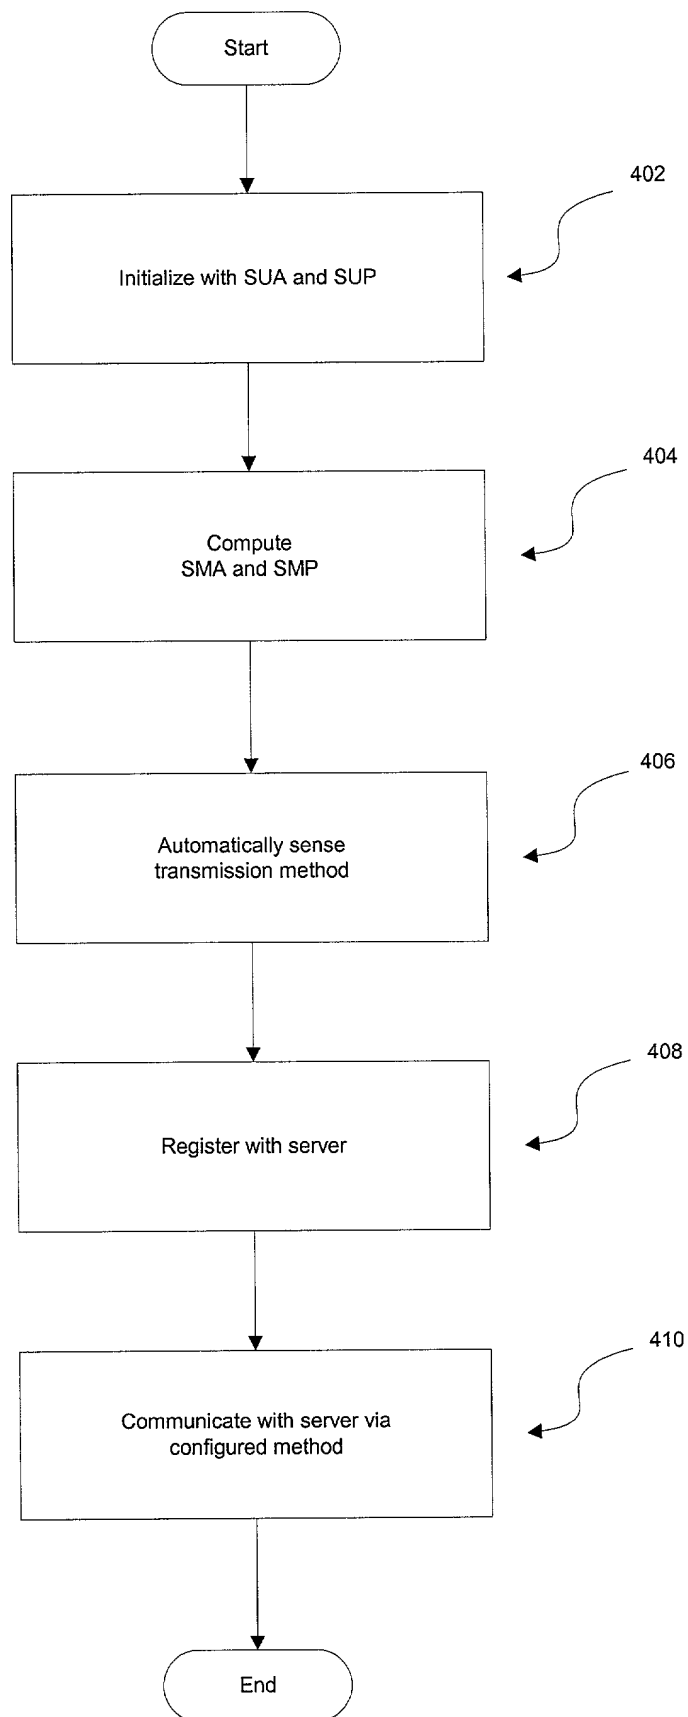 Start
402
Initialize with SUA and SUP
404
Compute
SMA and SMP
406
Automatically sense
transmission method
408
Register with server
410
Communicate with server via
configured method
End